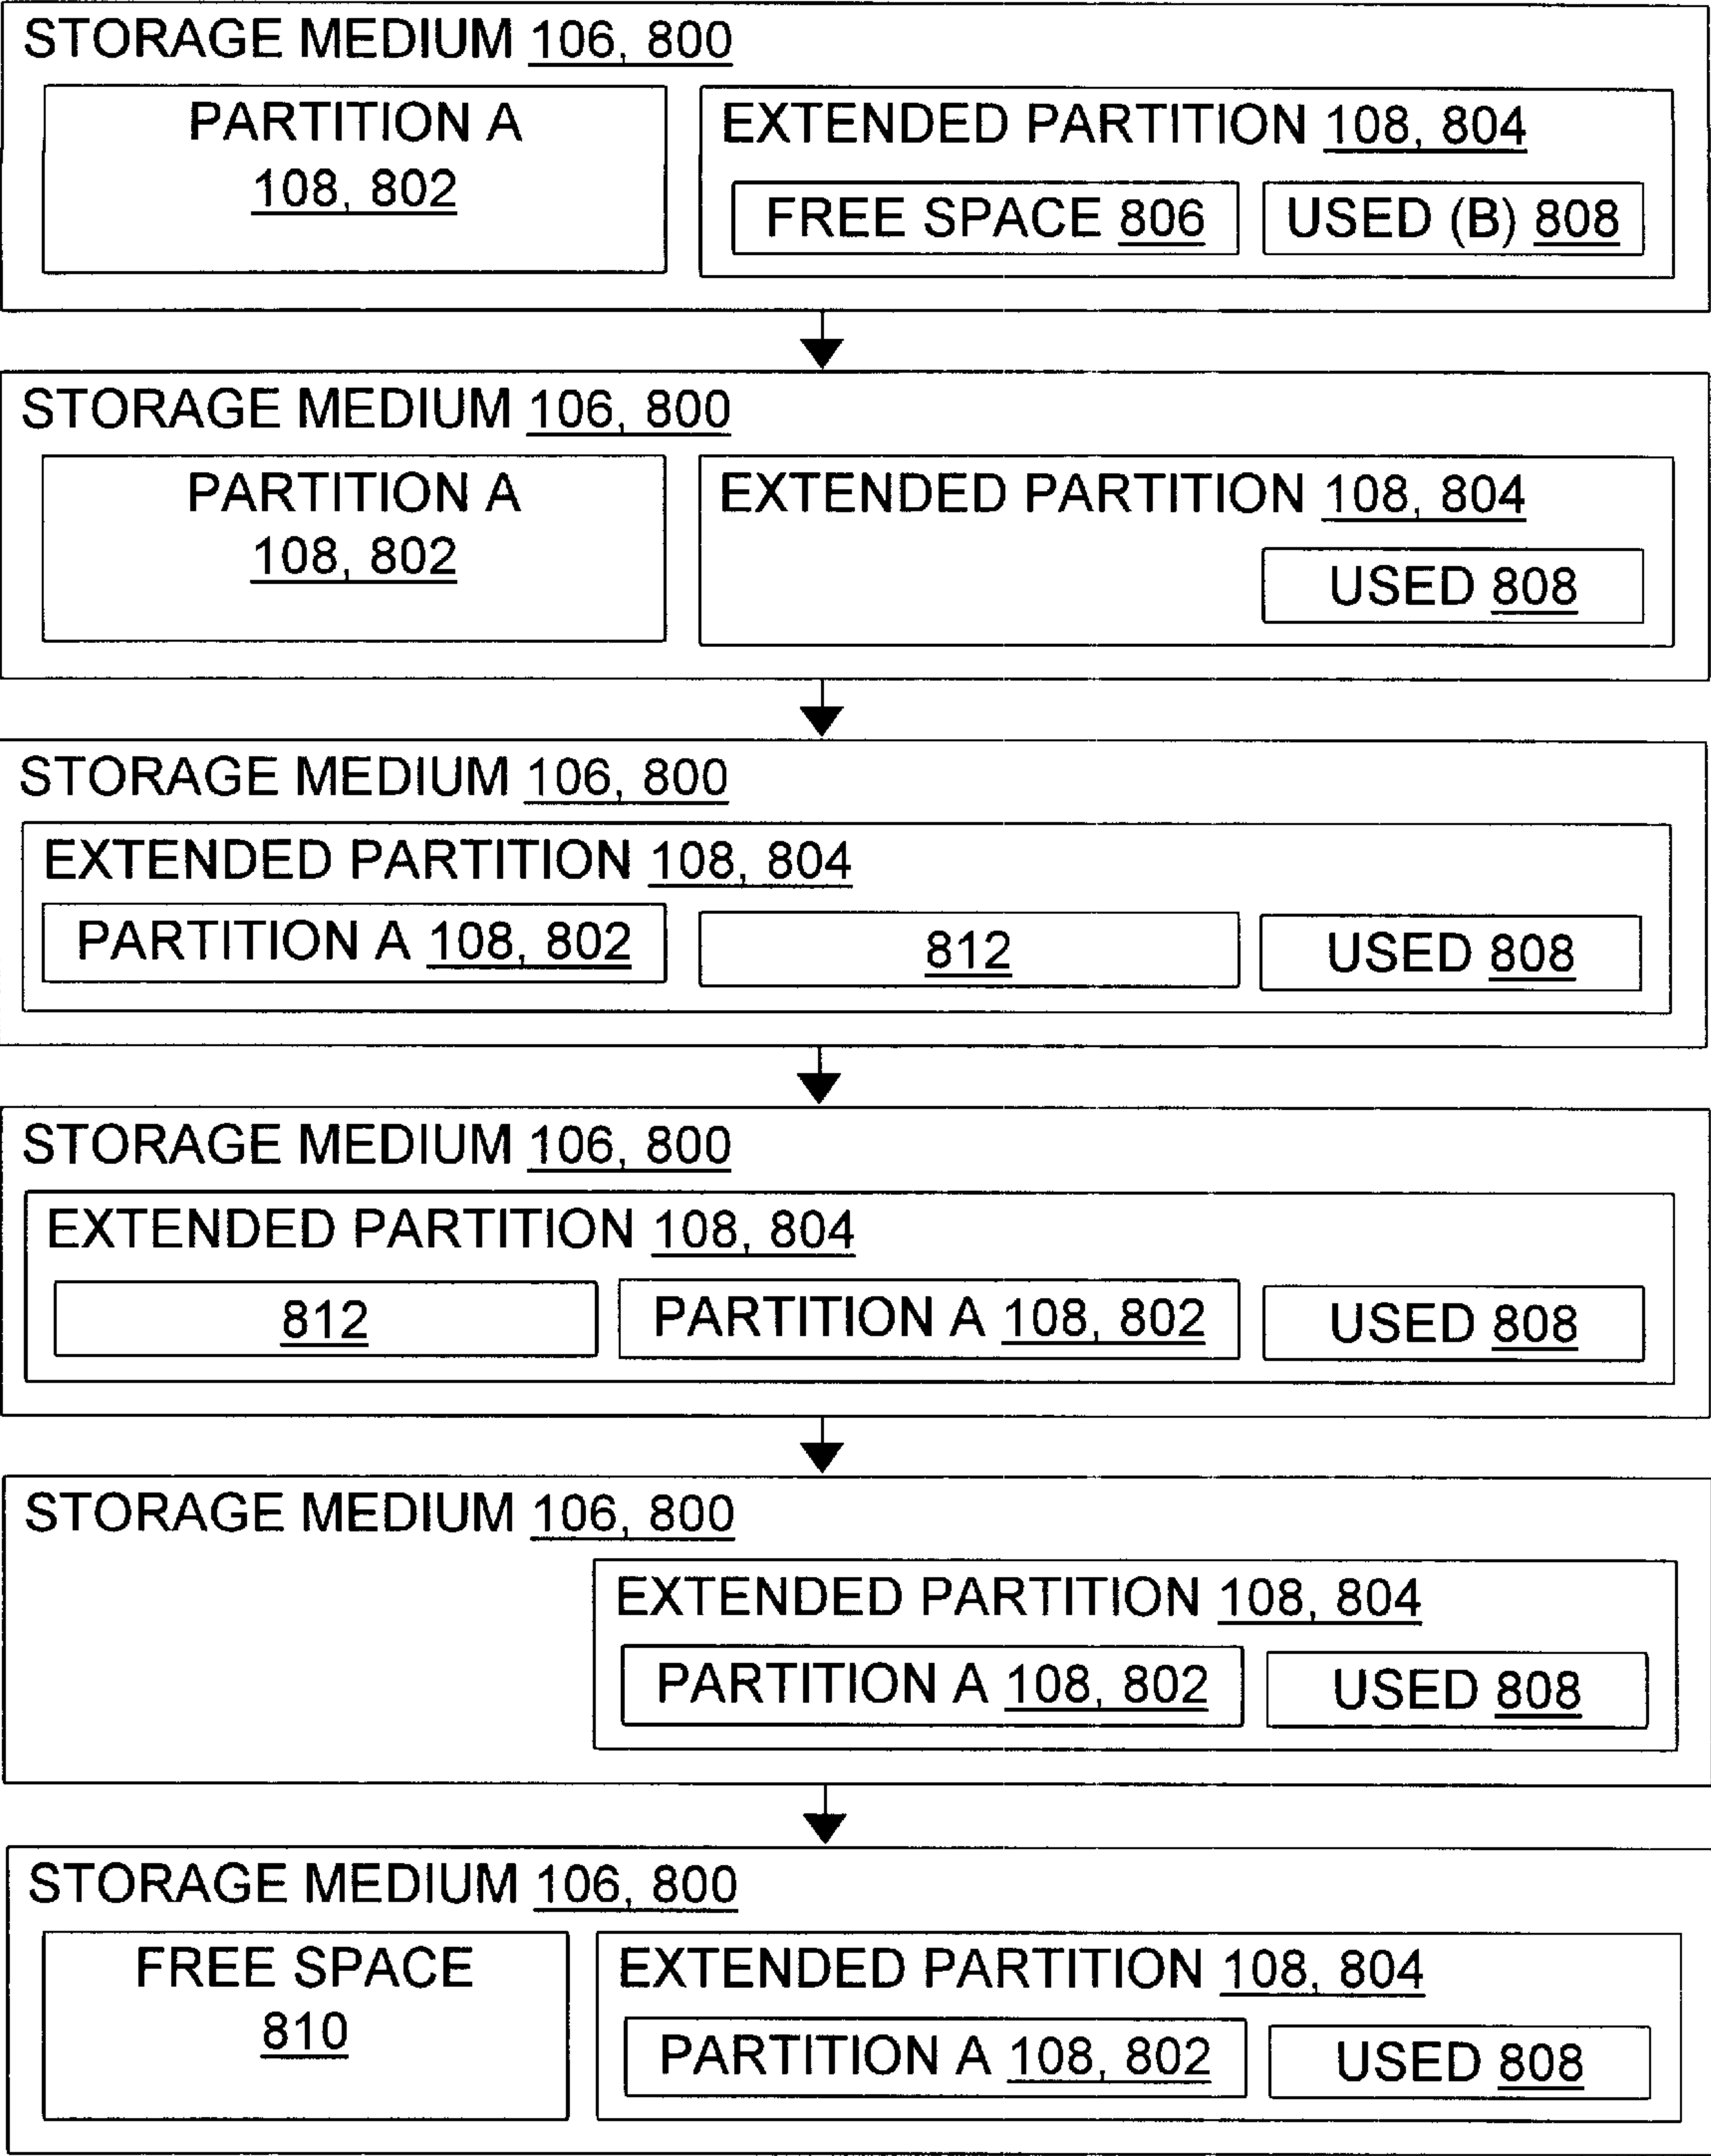 STORAGE MEDIUM 106, 800
PARTITION A
108, 802
EXTENDED PARTITION 108, 804
FREE SPACE 806
USED (B) 808
STORAGE MEDIUM 106, 800
PARTITION A
108, 802
EXTENDED PARTITION 108, 804
USED 808
STORAGE MEDIUM 106, 800
EXTENDED PARTITION 108, 804
PARTITION A 108, 802
812
USED 808
STORAGE MEDIUM 106, 800
EXTENDED PARTITION 108, 804
812
PARTITION A 108, 802
USED 808
STORAGE MEDIUM 106, 800
EXTENDED PARTITION 108, 804
PARTITION A 108, 802
USED 808
STORAGE MEDIUM 106, 800
FREE SPACE
810
EXTENDED PARTITION 108, 804
PARTITION A 108, 802
USED 808